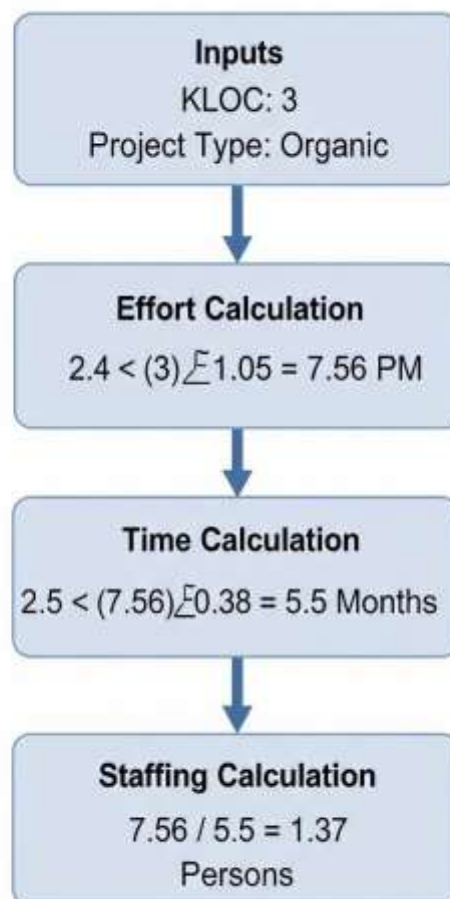 Inputs
KLOC: 3
Project Type: Organic
Effort Calculation
2.4 < (3) 1.05 = 7.56 PM
Time Calculation
2.5 < (7.56) 0.38 = 5.5 Months
Staffing Calculation
7.56 / 5.5 = 1.37
Persons